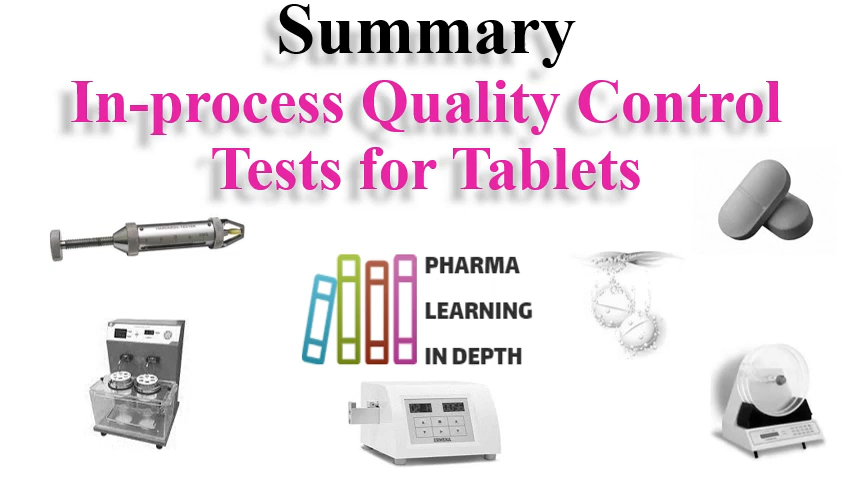 Summary
In-process Quality Control
Tests for Tablets
PHARMA
LEARNING
IN DEPTH